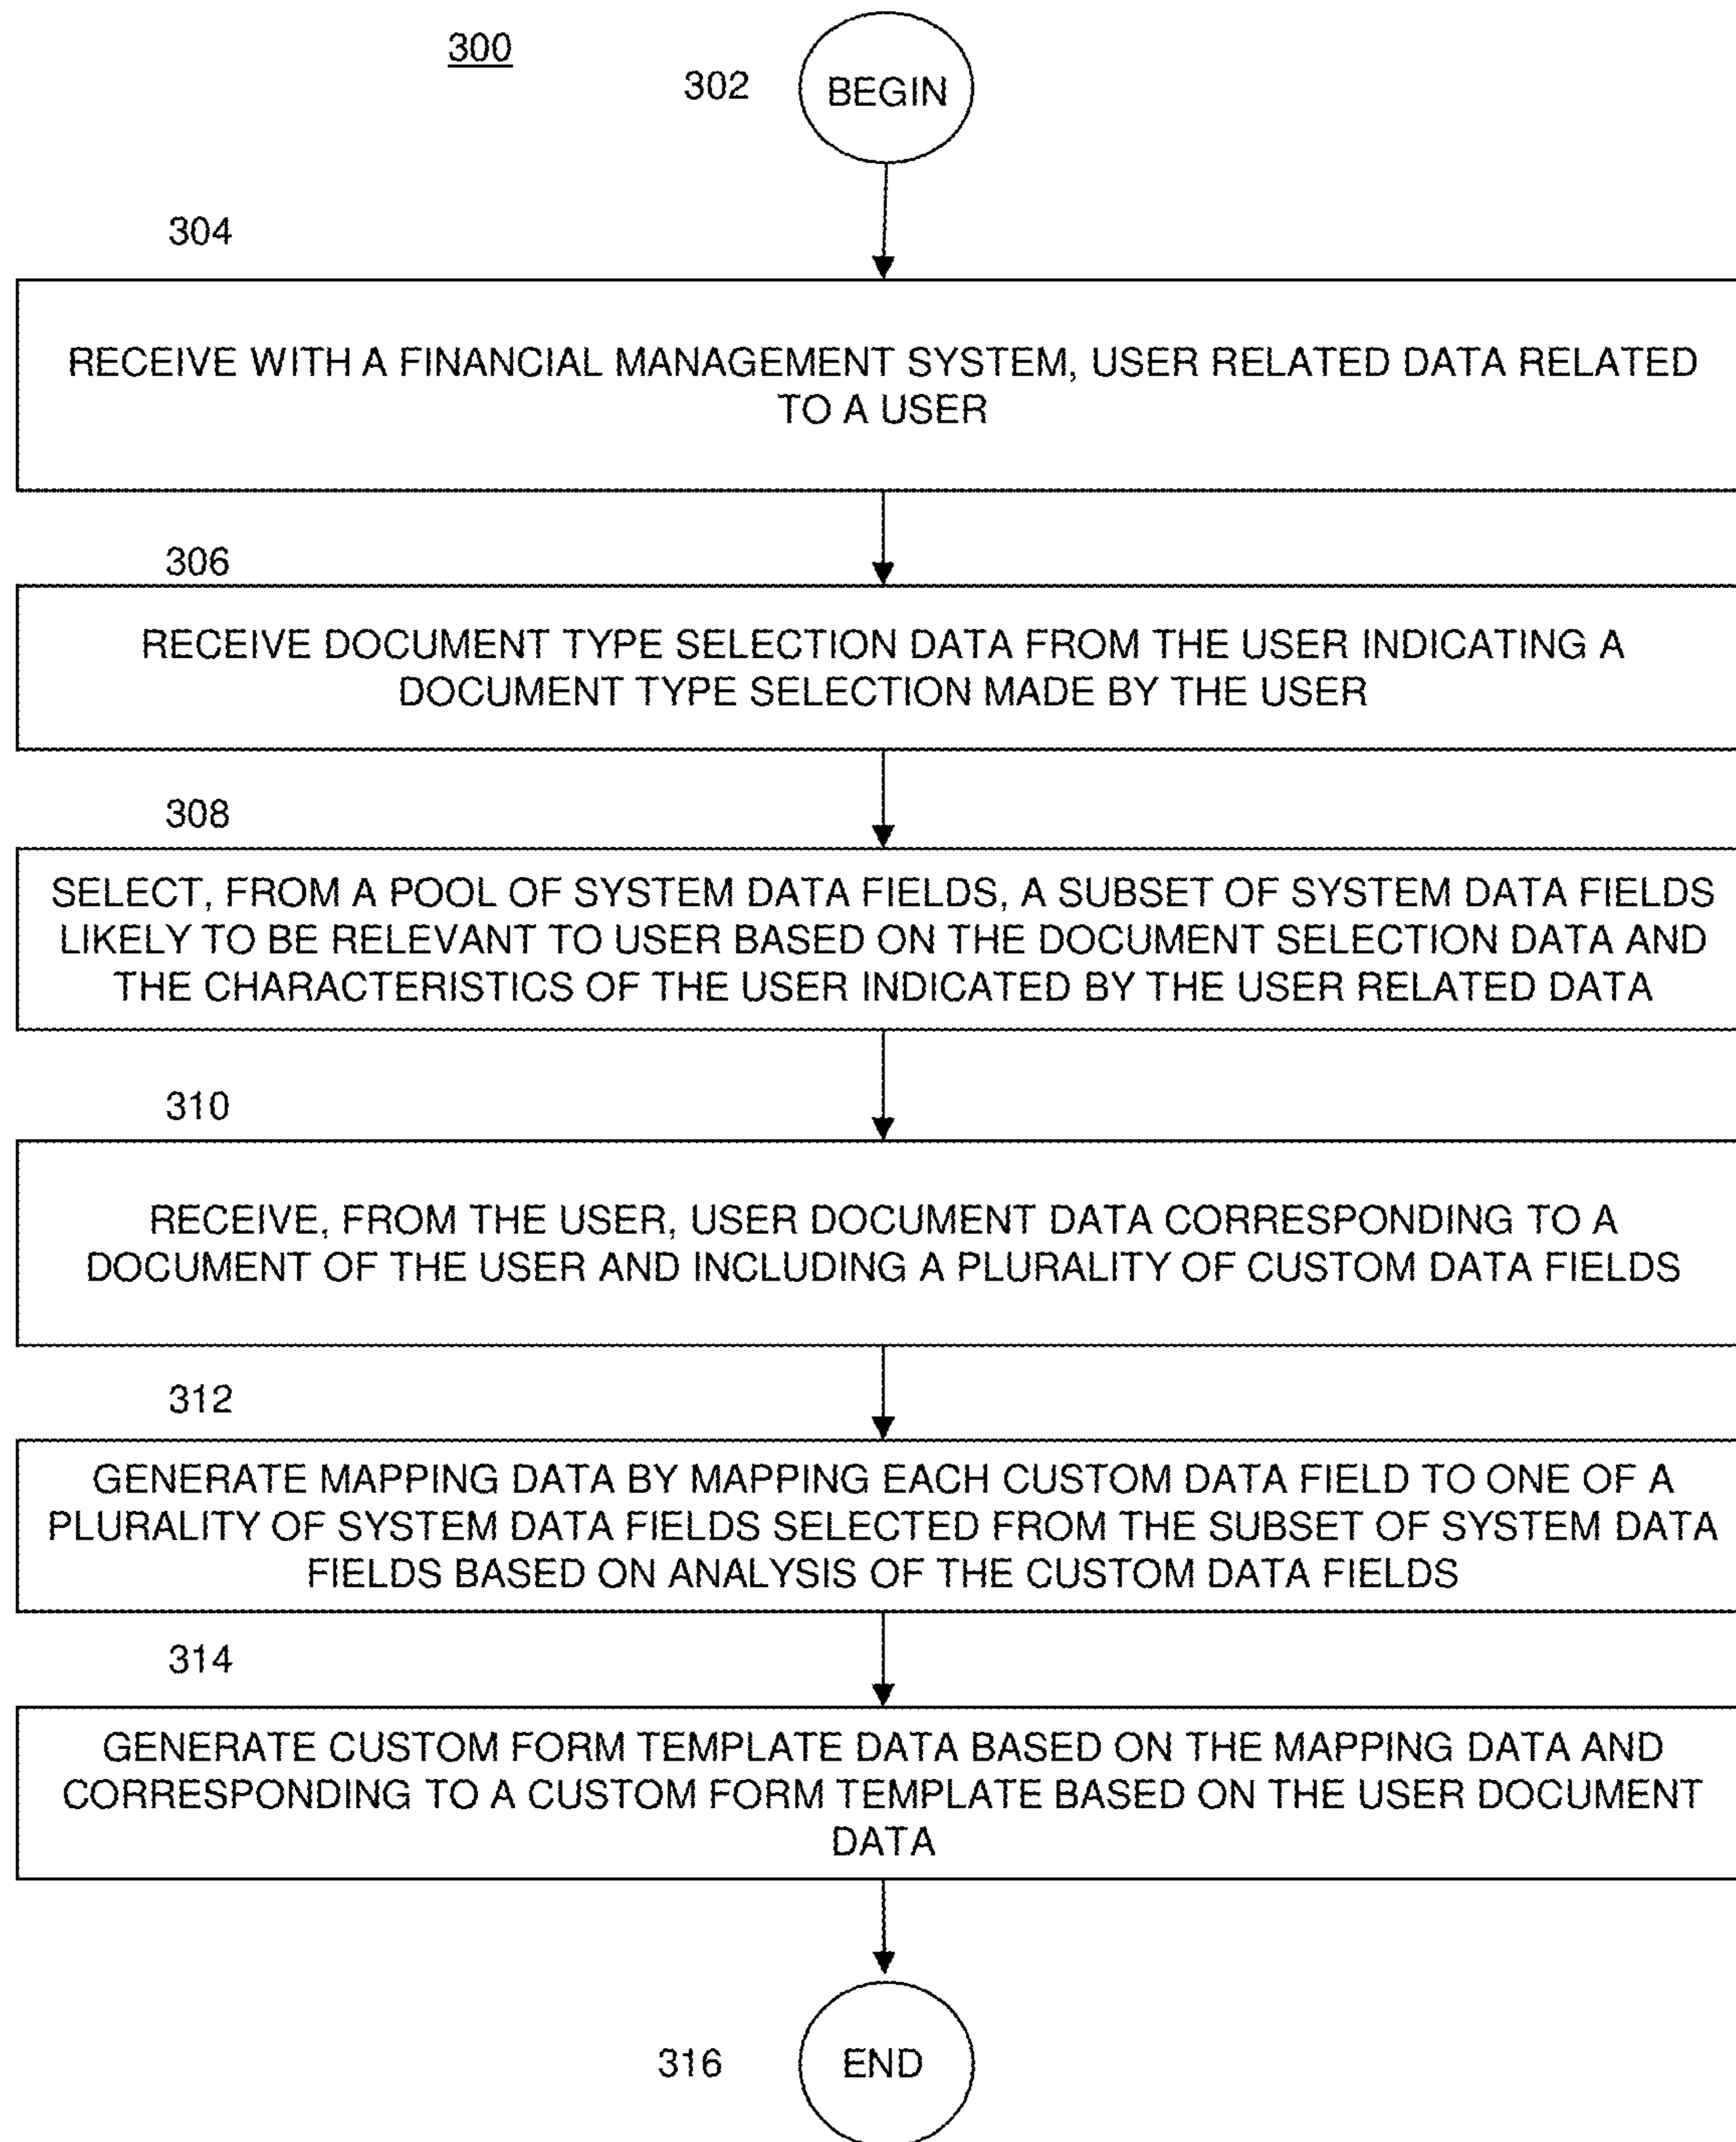 300
302
BEGIN
304
RECEIVE WITH A FINANCIAL MANAGEMENT SYSTEM, USER RELATED DATA RELATED
TO A USER
306
RECEIVE DOCUMENT TYPE SELECTION DATA FROM THE USER INDICATING A
DOCUMENT TYPE SELECTION MADE BY THE USER
308
SELECT, FROM A POOL OF SYSTEM DATA FIELDS, A SUBSET OF SYSTEM DATA FIELDS
LIKELY TO BE RELEVANT TO USER BASED ON THE DOCUMENT SELECTION DATA AND
THE CHARACTERISTICS OF THE USER INDICATED BY THE USER RELATED DATA
310
RECEIVE, FROM THE USER, USER DOCUMENT DATA CORRESPONDING TO A
DOCUMENT OF THE USER AND INCLUDING A PLURALITY OF CUSTOM DATA FIELDS
312
GENERATE MAPPING DATA BY MAPPING EACH CUSTOM DATA FIELD TO ONE OF A
PLURALITY OF SYSTEM DATA FIELDS SELECTED FROM THE SUBSET OF SYSTEM DATA
FIELDS BASED ON ANALYSIS OF THE CUSTOM DATA FIELDS
314
GENERATE CUSTOM FORM TEMPLATE DATA BASED ON THE MAPPING DATA AND
CORRESPONDING TO A CUSTOM FORM TEMPLATE BASED ON THE USER DOCUMENT
DATA
316
END